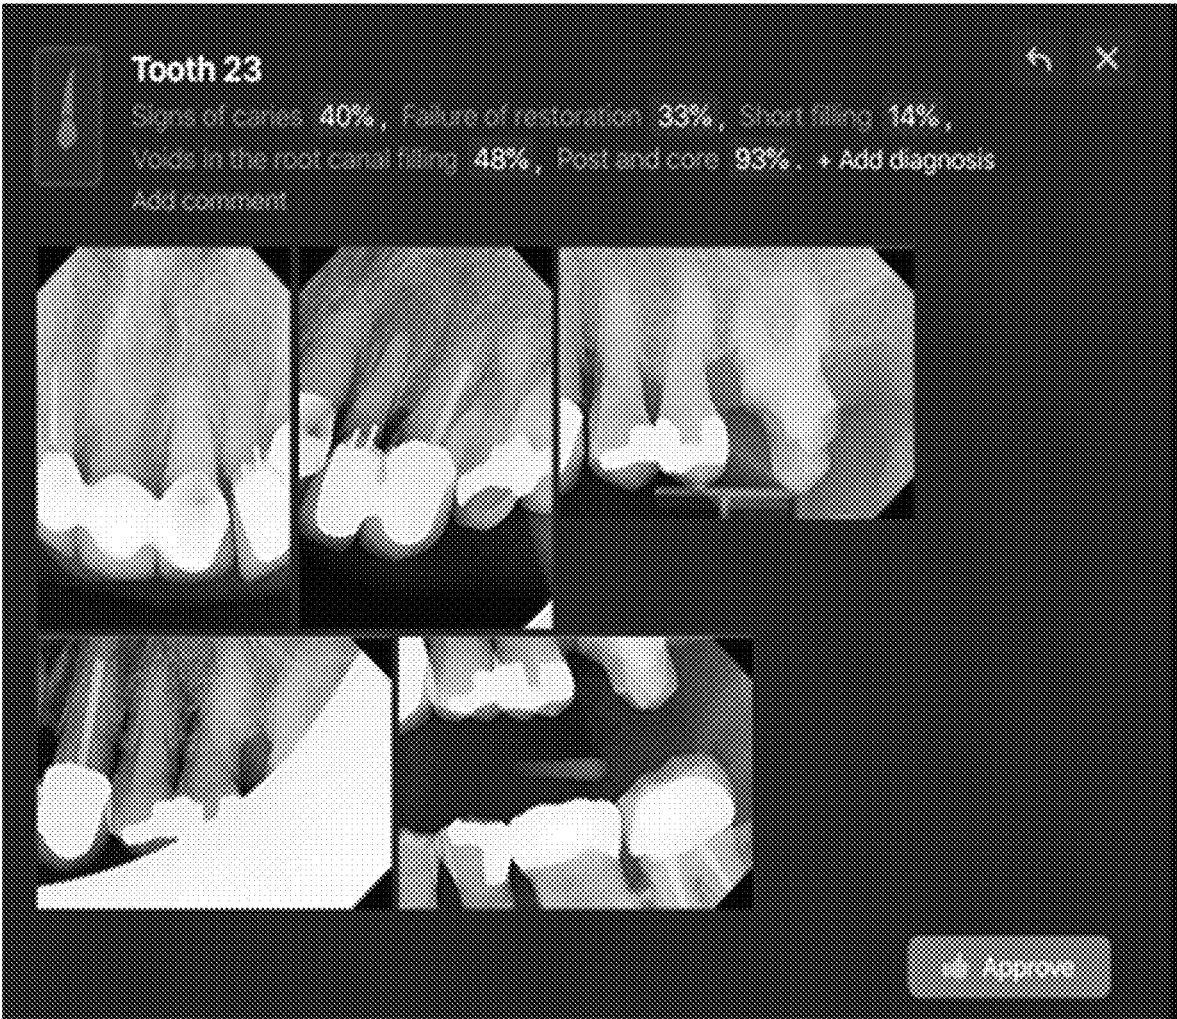 Tooth 23
Signs of caries 40%, Failure of restoration 33%, Short filling 14%,
Voids in the root canal filling 48%, Post and core 93%. + Add diagnosis
Add comment
Approve